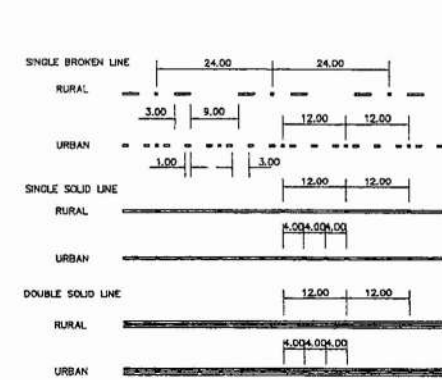 SINGLE BROKEN LINE
24.00 24.00
RURAL
3.00 9.00
12.00 12.00
URBAN
1.00 3.00
12.00 12.00
SINGLE SOLID LINE
RURAL
4.00 4.00 4.00
URBAN
12.00 12.00
DOUBLE SOLID LINE
RURAL
4.00 4.00 4.00
URBAN